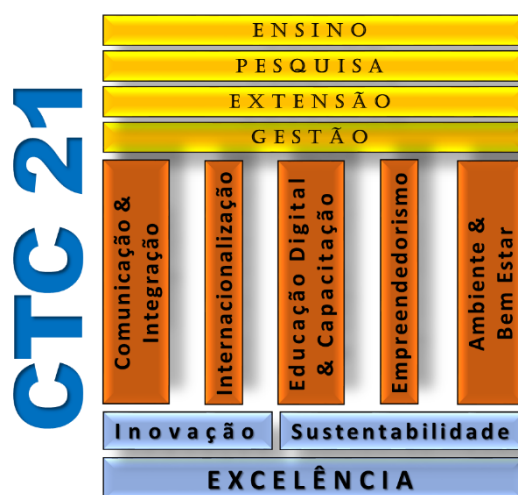 CTC 21
ENSINO
PESQUISA
EXTENSÃO
GESTÃO
Comunicação &
Integração
Internacionalização
Educação Digital
& Capacitação
Empreendedorismo
Ambiente &
Bem Estar
Inovação
Sustentabilidade
EXCELÊNCIA